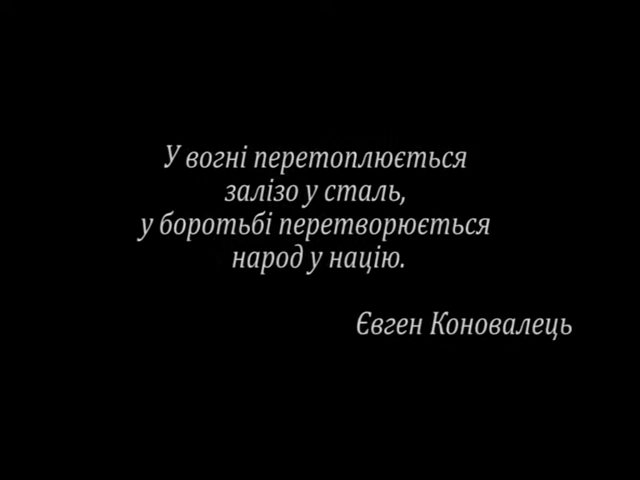 У вогні перетоплюється
залізо у сталь,
у боротьбі перетворюється
народ у націю.
Євген Коновалець